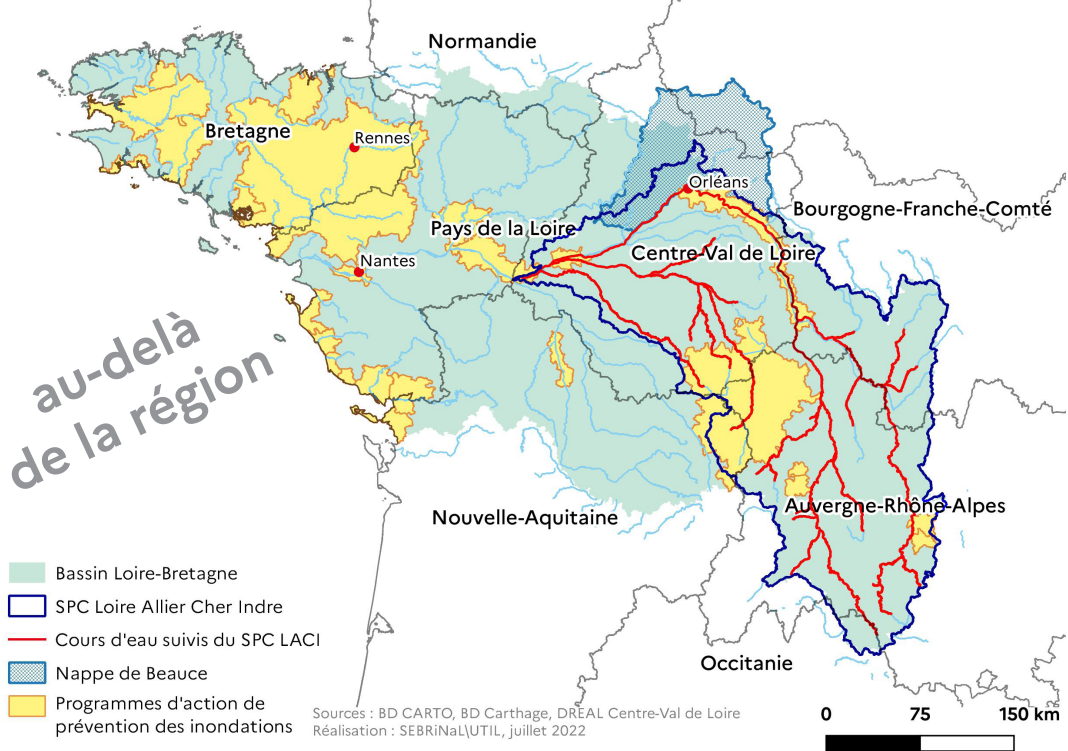 Normandie
Bretagne
Rennes
Orléans
Bourgogne-Franche-Comté
Pays de la Loire
Centre-Val de Loire
Nantes
au-delà
de la région
Auvergne-Rhône-Alpes
Nouvelle-Aquitaine
Bassin Loire-Bretagne
SPC Loire Allier Cher Indre
Cours d'eau suivis du SPC LACI
Nappe de Beauce
Programmes d'action de
prévention des inondations
Occitanie
Sources : BD CARTO, BD Carthage, DREAL Centre-Val de Loire
Réalisation : SEBRiNaL\UTIL, juillet 2022
0 75 150 km